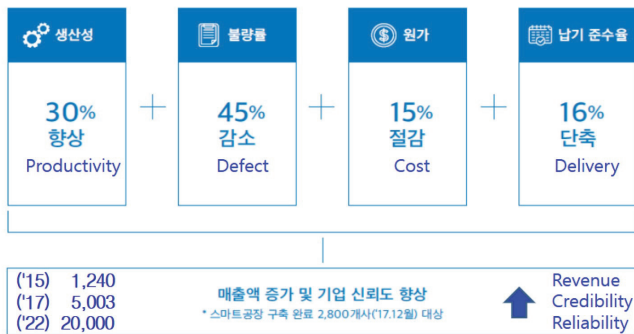 생산성
불량률
원가
납기 준수율
30%
향상
Productivity
+
45%
감소
Defect
+
15%
절감
Cost
+
16%
단축
Delivery
('15) 1,240
('17) 5,003
('22) 20,000
매출액 증가 및 기업 신뢰도 향상
* 스마트공장 구축 완료 2,800개사('17.12월) 대상
Revenue
Credibility
Reliability